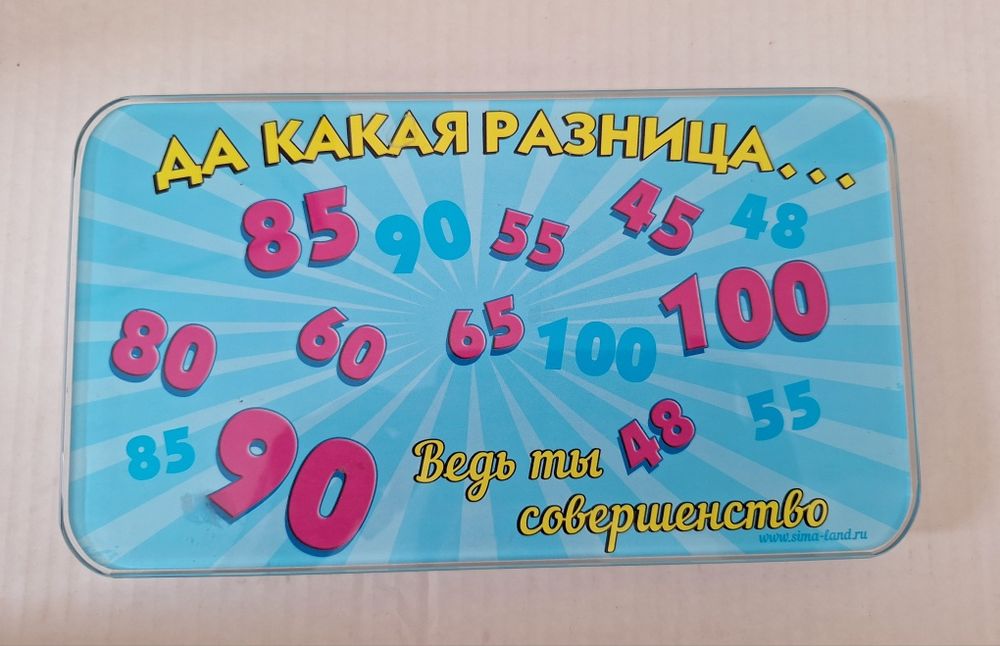 ДА КАКАЯ РАЗНИЦА...
85 90 55 45 48
80 60 65 100 100
85 90 48 55
Ведь ты
совершенство
www.sima-land.ru